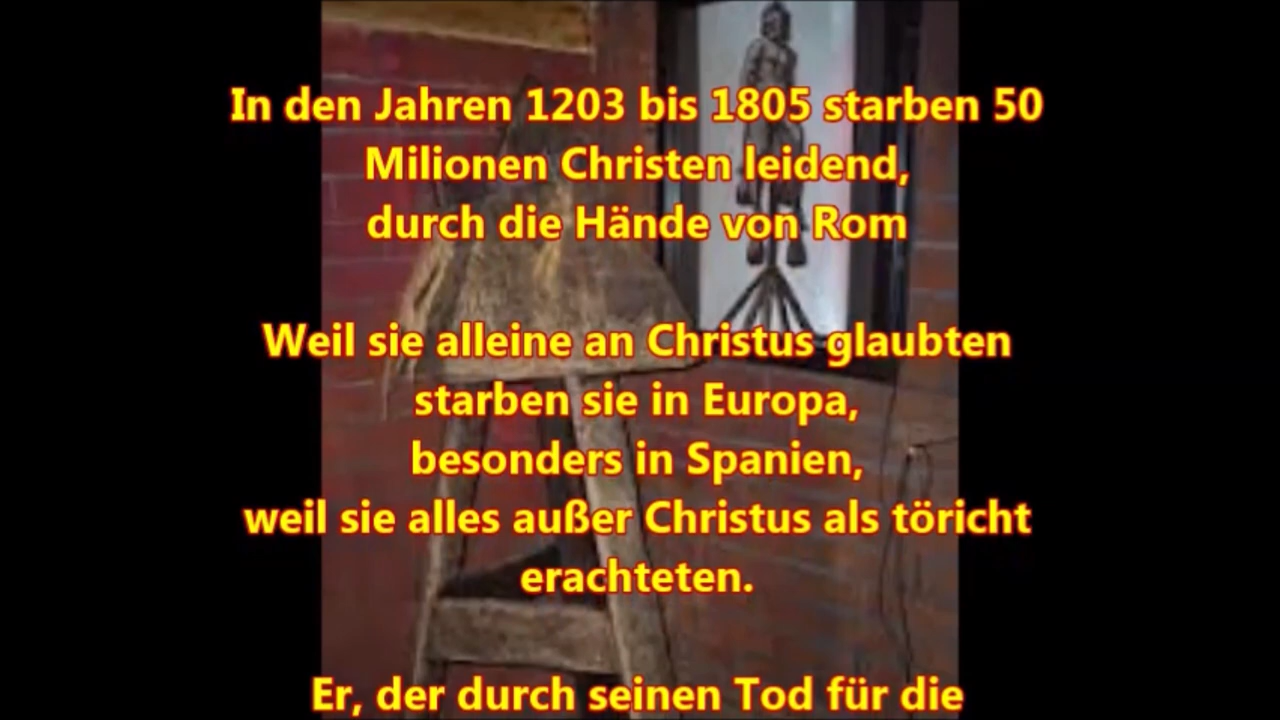 In den Jahren 1203 bis 1805 starben 50
Milionen Christen leidend,
durch die Hände von Rom
Weil sie alleine an Christus glaubten
starben sie in Europa,
besonders in Spanien,
weil sie alles außer Christus als töricht
erachteten.
Er, der durch seinen Tod für die